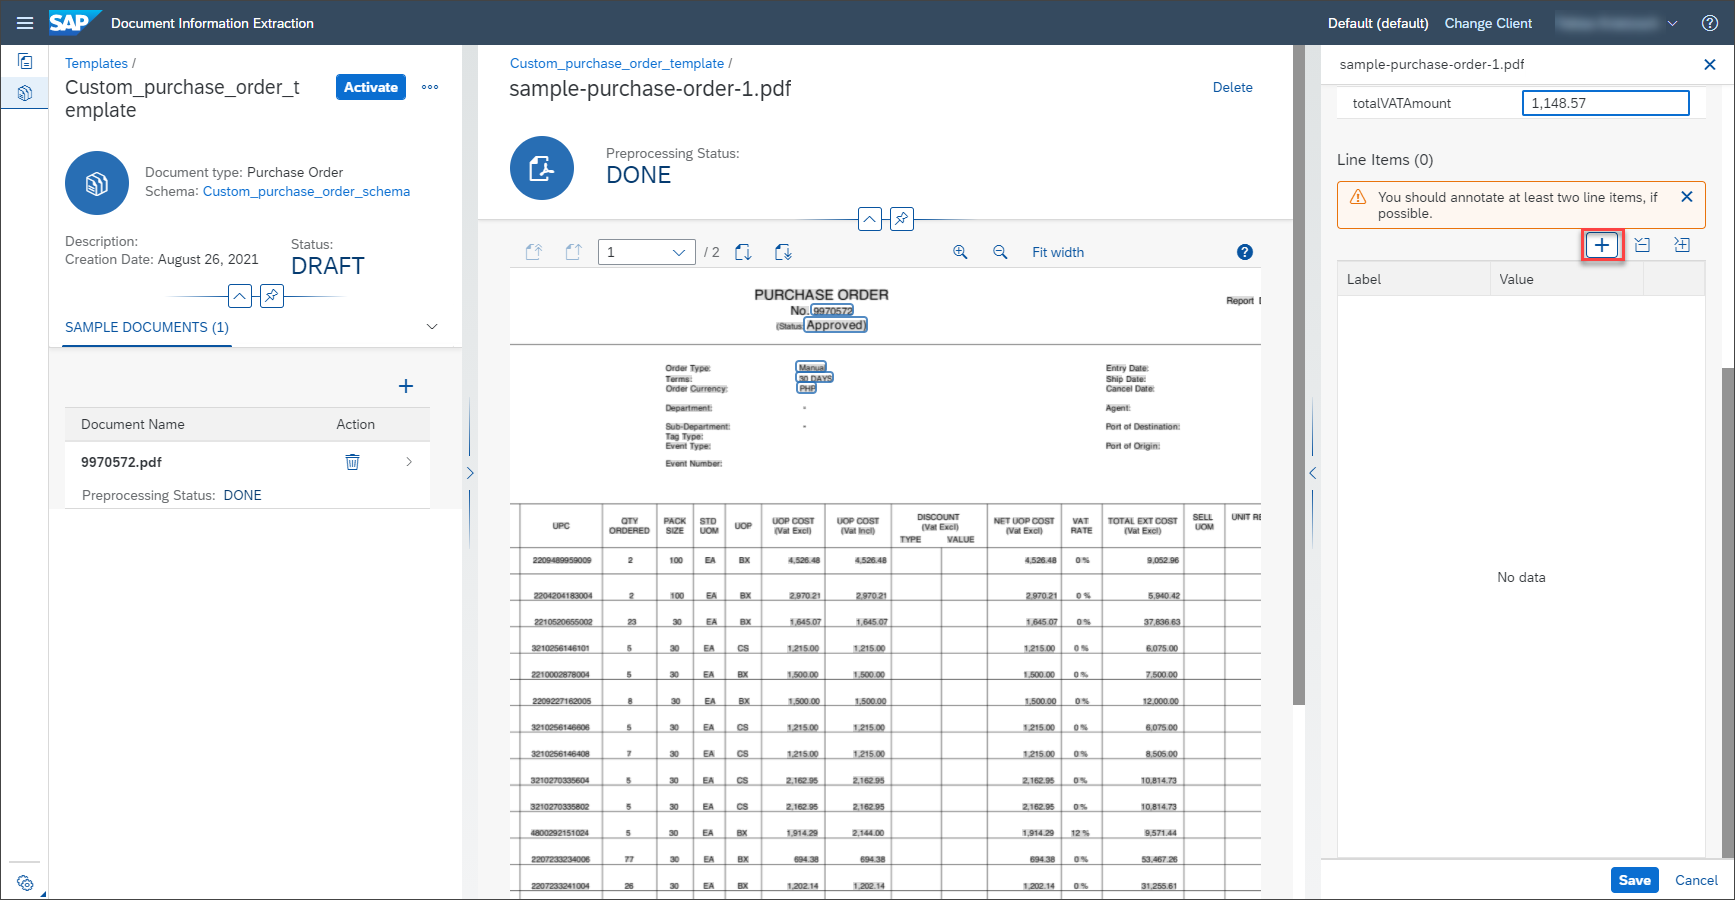 SAP Document Information Extraction
Default (default) Change Client
Templates /
Custom_purchase_order_t
emplate
Activate
Document type: Purchase Order
Schema: Custom_purchase_order_schema
Description:
Creation Date: August 26, 2021
Status:
DRAFT
SAMPLE DOCUMENTS (1)
Document Name Action
9970572.pdf
Preprocessing Status: DONE
Custom_purchase_order_template /
sample-purchase-order-1.pdf
Delete
Preprocessing Status:
DONE
1 / 2 Fit width
PURCHASE ORDER
No. 9970572
(Status: Approved)
Report
Order Type: Manual
Terms: 30 DAYS
Order Currency: PHP
Department: -
Sub-Department: -
Tag Type:
Event Type:
Event Number:
Entry Date:
Ship Date:
Cancel Date:
Agent:
Port of Destination:
Port of Origin:
UPC QTY ORDERED PACK SIZE STD UOM UOP UOP COST (Vat Excl) UOP COST (Vat Incl) DISCOUNT (Vat Excl) TYPE VALUE NET UOP COST (Vat Excl) VAT RATE TOTAL EXT COST (Vat Excl) SELL UOM UNIT RE
2209489959009 2 100 EA BX 4,526.48 4,526.48 4,526.48 0 % 9,052.96
2204204183004 2 100 EA BX 2,970.21 2,970.21 2,970.21 0 % 5,940.42
2210520655002 23 30 EA BX 1,645.07 1,645.07 1,645.07 0 % 37,836.63
3210256146101 5 30 EA CS 1,215.00 1,215.00 1,215.00 0 % 6,075.00
2210002878004 5 30 EA BX 1,500.00 1,500.00 1,500.00 0 % 7,500.00
2209227162005 8 30 EA BX 1,500.00 1,500.00 1,500.00 0 % 12,000.00
3210256146606 5 30 EA CS 1,215.00 1,215.00 1,215.00 0 % 6,075.00
3210256146408 7 30 EA CS 1,215.00 1,215.00 1,215.00 0 % 8,505.00
3210270335604 5 30 EA CS 2,162.95 2,162.95 2,162.95 0 % 10,814.73
3210270335802 5 30 EA CS 2,162.95 2,162.95 2,162.95 0 % 10,814.73
4800292151024 5 30 EA BX 1,914.29 2,144.00 1,914.29 12 % 9,571.44
2207233234006 77 30 EA BX 694.38 694.38 694.38 0 % 53,467.26
2207233241004 26 30 EA BX 1,202.14 1,202.14 1,202.14 0 % 31,255.61
sample-purchase-order-1.pdf
totalVATAmount 1,148.57
Line Items (0)
You should annotate at least two line items, if
possible.
Label Value
No data
Save Cancel